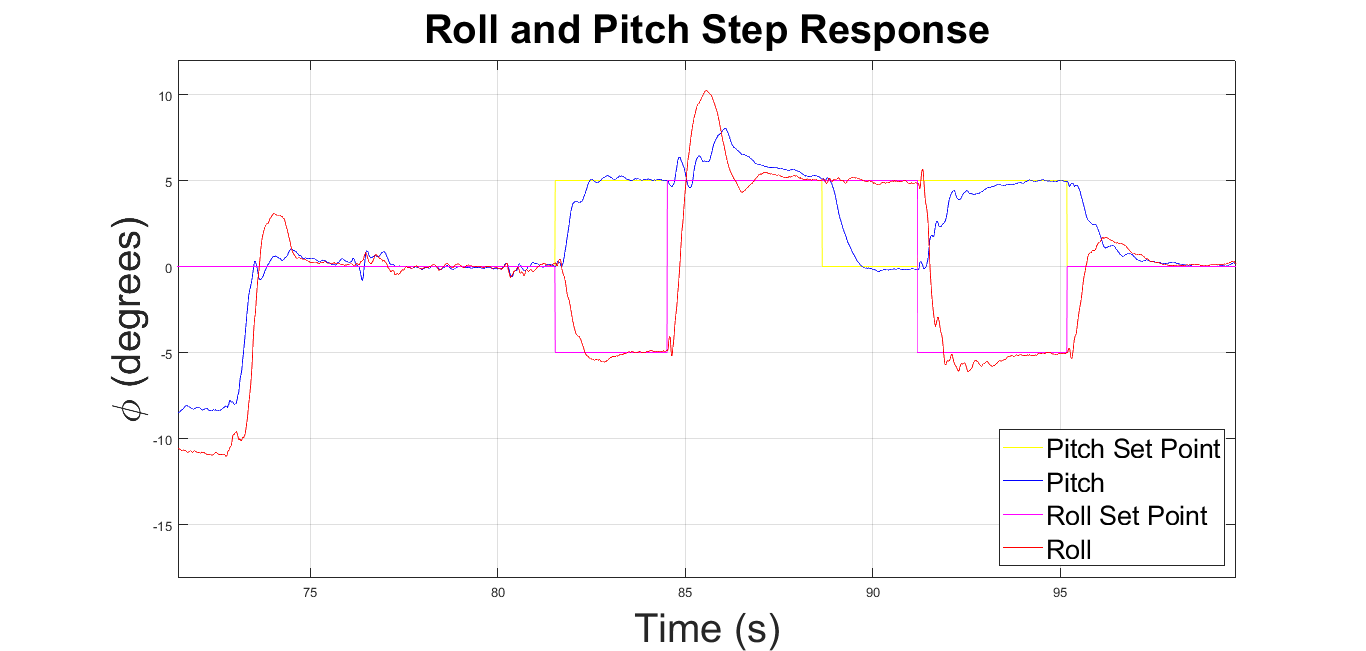 Roll and Pitch Step Response
10
5
0
-5
-10
-15
ϕ (degrees)
75
80
85
90
95
Time (s)
Pitch Set Point
Pitch
Roll Set Point
Roll